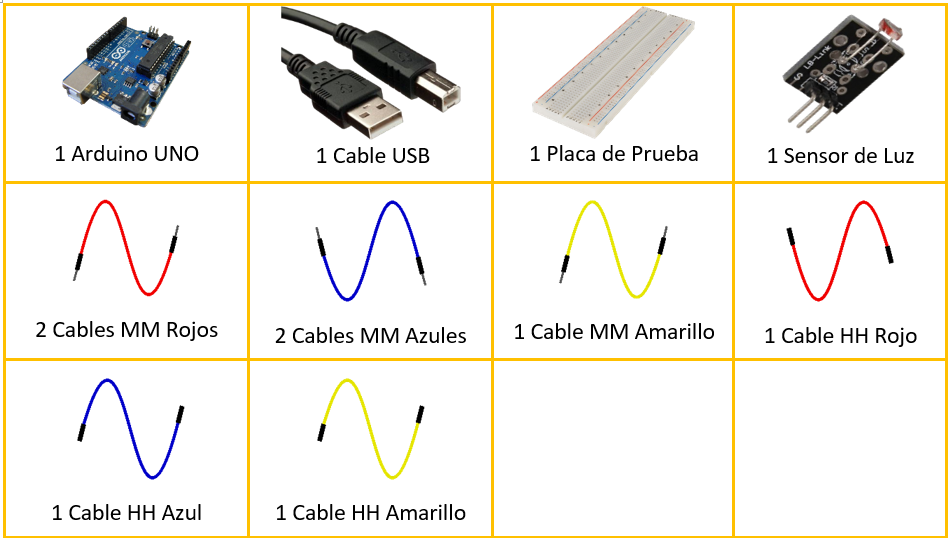 1 Arduino UNO
1 Cable USB
1 Placa de Prueba
LB-Link
1 Sensor de Luz
2 Cables MM Rojos
2 Cables MM Azules
1 Cable MM Amarillo
1 Cable HH Rojo
1 Cable HH Azul
1 Cable HH Amarillo